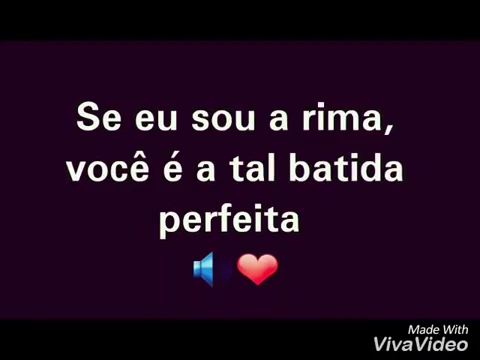 Se eu sou a rima,
você é a tal batida
perfeita
🔈❤
Made With
VivaVideo